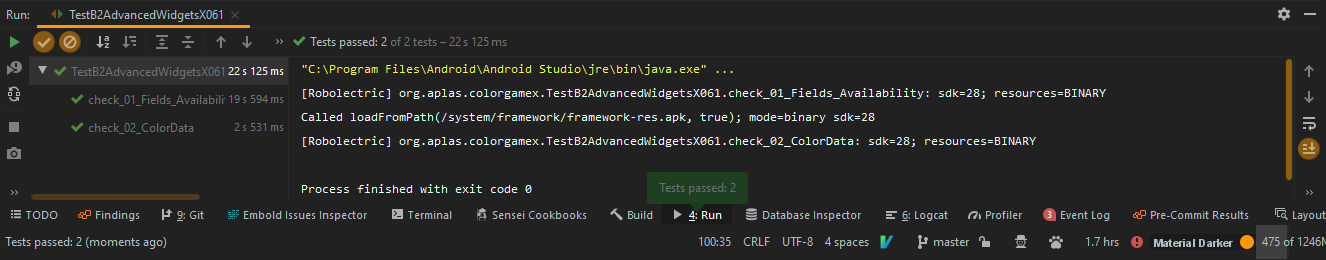 Run: TestB2AdvancedWidgetsX061
Tests passed: 2 of 2 tests – 22 s 125 ms
TestB2AdvancedWidgetsX061 22 s 125 ms
check_01_Fields_Availabili 19 s 594 ms
check_02_ColorData 2 s 531 ms
"C:\Program Files\Android\Android Studio\jre\bin\java.exe" ...
[Robolectric] org.aplas.colorgamex.TestB2AdvancedWidgetsX061.check_01_Fields_Availability: sdk=28; resources=BINARY
Called loadFromPath(/system/framework/framework-res.apk, true); mode=binary sdk=28
[Robolectric] org.aplas.colorgamex.TestB2AdvancedWidgetsX061.check_02_ColorData: sdk=28; resources=BINARY
Process finished with exit code 0
Tests passed: 2
TODO Findings 9: Git Embold Issues Inspector Terminal Sensei Cookbooks Build 4: Run Database Inspector 6: Logcat Profiler 3 Event Log Pre-Commit Results Layout
Tests passed: 2 (moments ago) 100:35 CRLF UTF-8 4 spaces master 1.7 hrs Material Darker 475 of 1246M